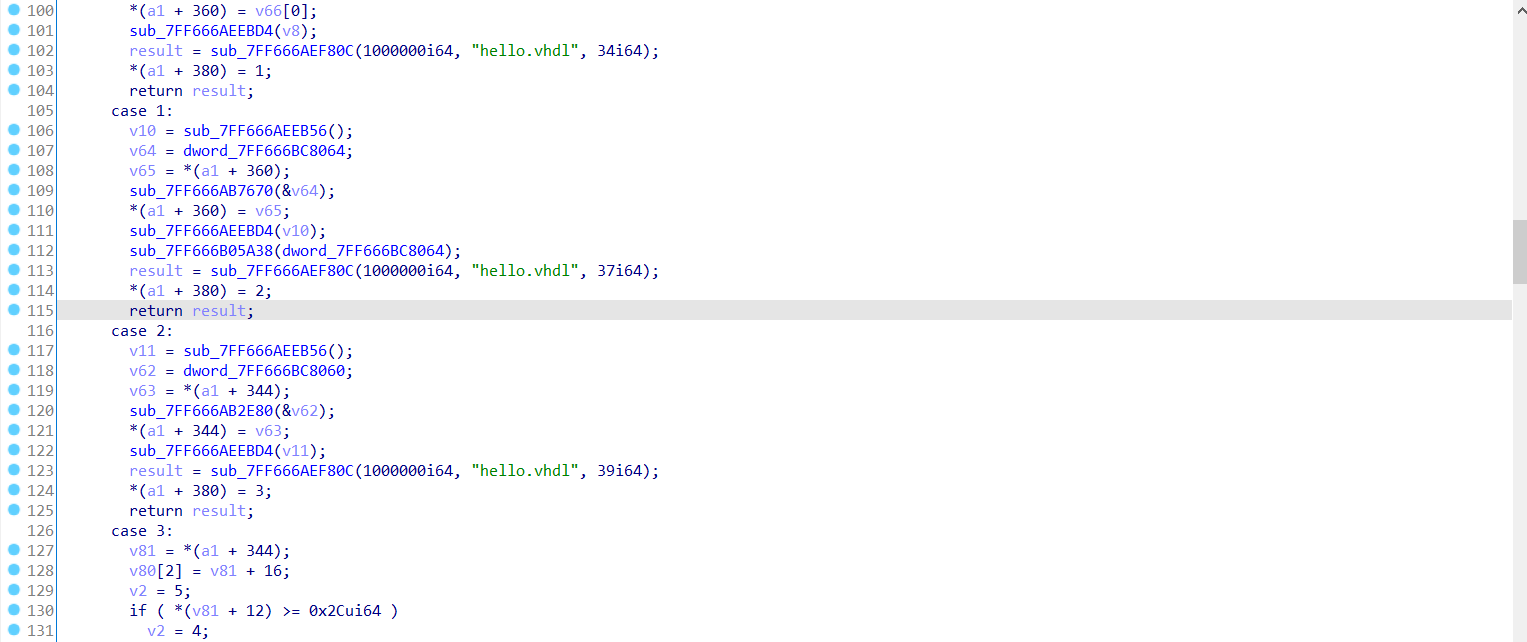 100 *(a1 + 360) = v66[0];
101 sub_7FF666AEEBD4(v8);
102 result = sub_7FF666AEF80C(1000000i64, "hello.vhdl", 34i64);
103 *(a1 + 380) = 1;
104 return result;
105 case 1:
106 v10 = sub_7FF666AEEB56();
107 v64 = dword_7FF666BC8064;
108 v65 = *(a1 + 360);
109 sub_7FF666AB7670(&v64);
110 *(a1 + 360) = v65;
111 sub_7FF666AEEBD4(v10);
112 sub_7FF666B05A38(dword_7FF666BC8064);
113 result = sub_7FF666AEF80C(1000000i64, "hello.vhdl", 37i64);
114 *(a1 + 380) = 2;
115 return result;
116 case 2:
117 v11 = sub_7FF666AEEB56();
118 v62 = dword_7FF666BC8060;
119 v63 = *(a1 + 344);
120 sub_7FF666AB2E80(&v62);
121 *(a1 + 344) = v63;
122 sub_7FF666AEEBD4(v11);
123 result = sub_7FF666AEF80C(1000000i64, "hello.vhdl", 39i64);
124 *(a1 + 380) = 3;
125 return result;
126 case 3:
127 v81 = *(a1 + 344);
128 v80[2] = v81 + 16;
129 v2 = 5;
130 if ( *(v81 + 12) >= 0x2Cui64 )
131 v2 = 4;